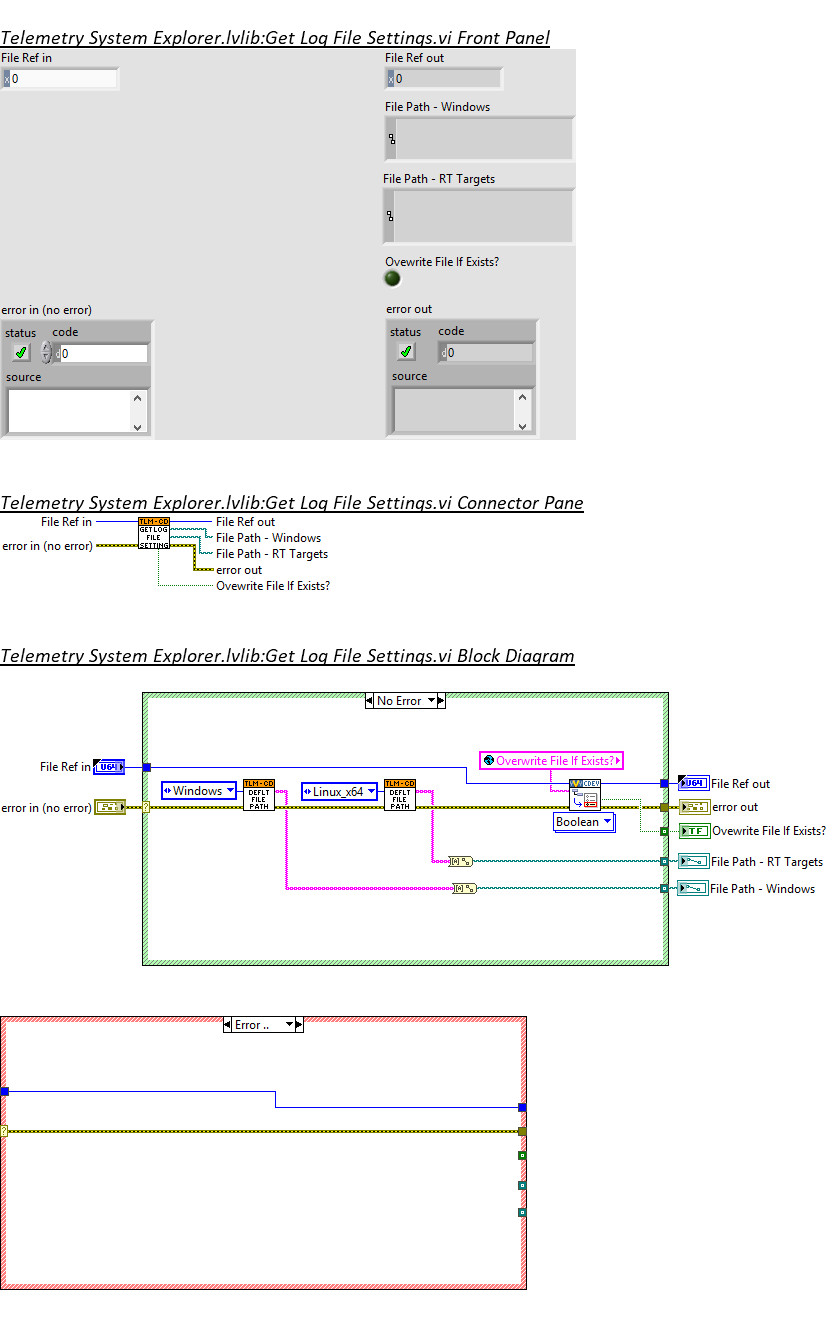 Telemetry System Explorer.lvlib:Get Log File Settings.vi Front Panel
File Ref in
x 0
File Ref out
x 0
File Path - Windows
File Path - RT Targets
Ovewrite File If Exists?
error in (no error)
status code
d 0
source
error out
status code
d 0
source
Telemetry System Explorer.lvlib:Get Log File Settings.vi Connector Pane
File Ref in
error in (no error)
TLM-CD
GET LOG
FILE
SETTING
File Ref out
File Path - Windows
File Path - RT Targets
error out
Ovewrite File If Exists?
Telemetry System Explorer.lvlib:Get Log File Settings.vi Block Diagram
No Error
File Ref in
U64
error in (no error)
?
Windows
TLM-CD
DEFLT
FILE
PATH
Linux_x64
TLM-CD
DEFLT
FILE
PATH
Overwrite File If Exists?
CDEV
Boolean
U64
File Ref out
error out
TF
Ovewrite File If Exists?
File Path - RT Targets
File Path - Windows
Error ..
?